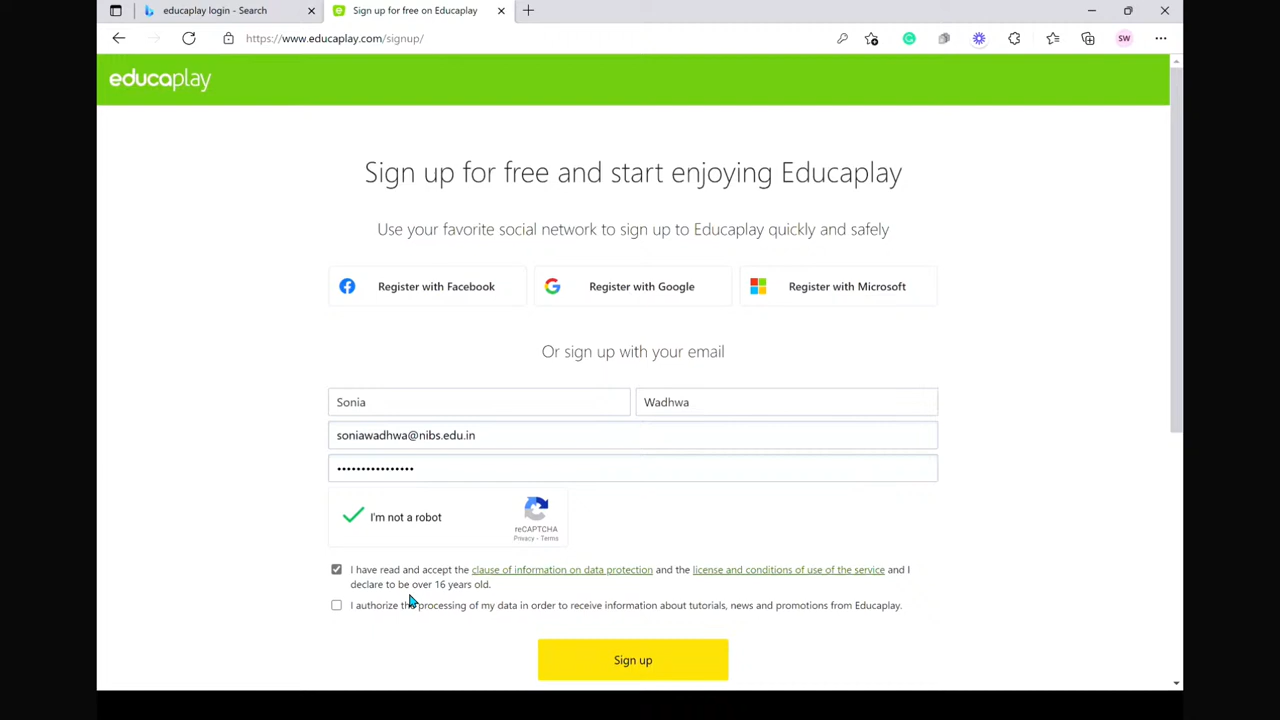 educaplay login - Search
Sign up for free on Educaplay
https://www.educaplay.com/signup/
SW
educaplay
Sign up for free and start enjoying Educaplay
Use your favorite social network to sign up to Educaplay quickly and safely
Register with Facebook
Register with Google
Register with Microsoft
Or sign up with your email
Sonia
Wadhwa
soniawadhwa@nibs.edu.in
••••••••••••••••
I'm not a robot
reCAPTCHA
Privacy - Terms
I have read and accept the clause of information on data protection and the license and conditions of use of the service and I
declare to be over 16 years old.
I authorize the processing of my data in order to receive information about tutorials, news and promotions from Educaplay.
Sign up